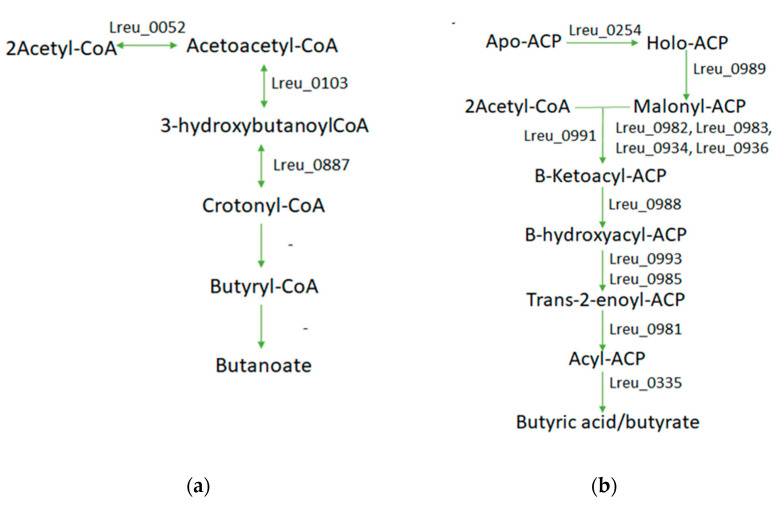 Lreu_0052
2Acetyl-CoA
Acetoacetyl-CoA
Lreu_0103
3-hydroxybutanoylCoA
Lreu_0887
Crotonyl-CoA
-
Butyryl-CoA
-
Butanoate
(a)
Lreu_0254
Apo-ACP
Holo-ACP
Lreu_0989
2Acetyl-CoA
Malonyl-ACP
Lreu_0991
Lreu_0982, Lreu_0983,
Lreu_0934, Lreu_0936
B-Ketoacyl-ACP
Lreu_0988
B-hydroxyacyl-ACP
Lreu_0993
Lreu_0985
Trans-2-enoyl-ACP
Lreu_0981
Acyl-ACP
Lreu_0335
Butyric acid/butyrate
(b)